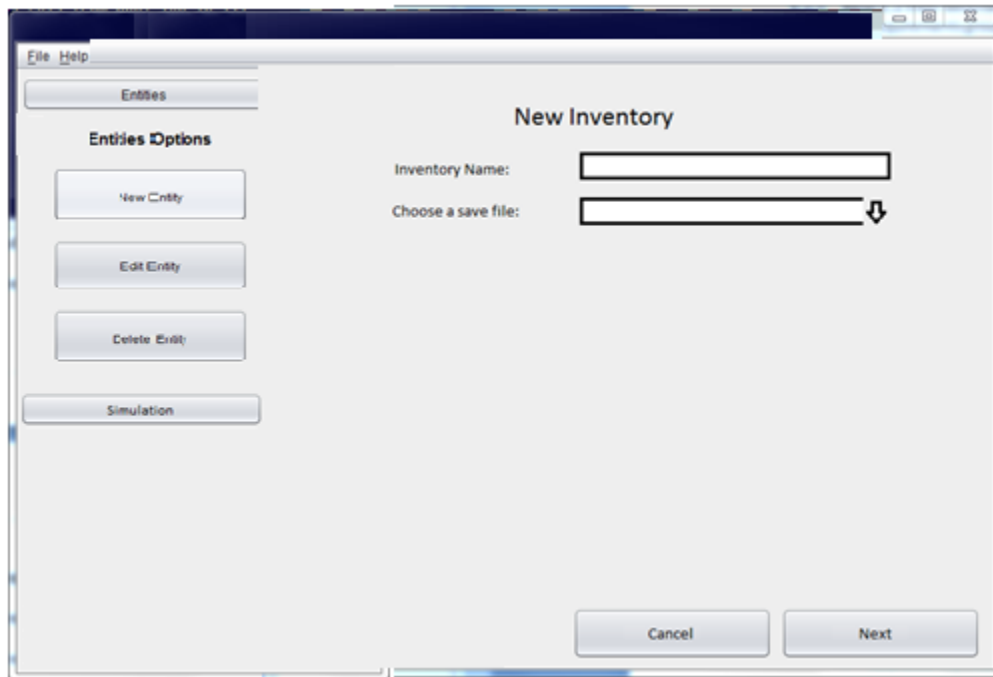 File Help
Entities
Entities Options
New Entity
Edit Entity
Delete Entity
Simulation
New Inventory
Inventory Name:
Choose a save file:
Cancel
Next